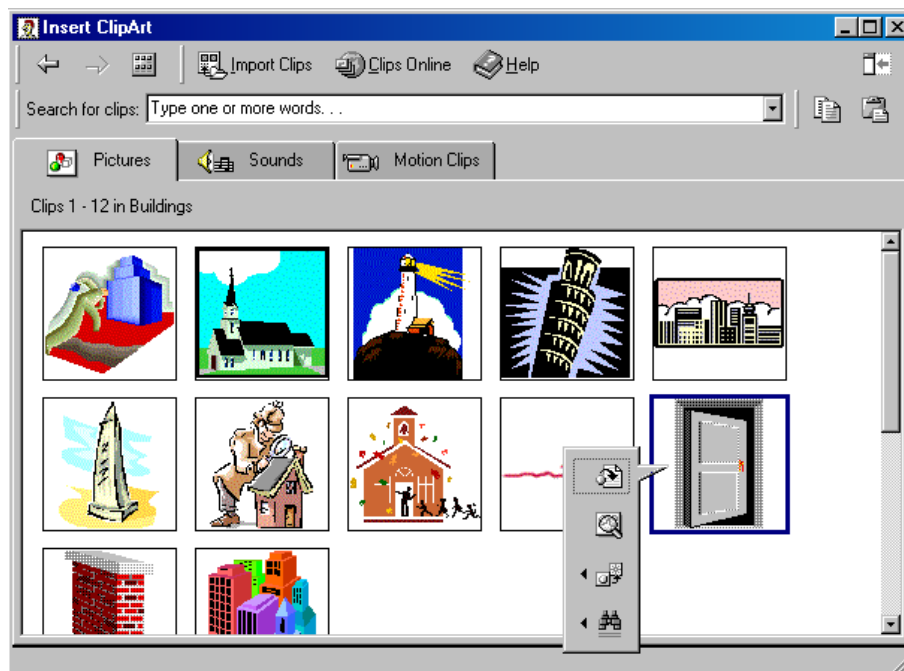 Insert ClipArt
Import Clips Clips Online Help
Search for clips: Type one or more words. . .
Pictures Sounds Motion Clips
Clips 1 - 12 in Buildings